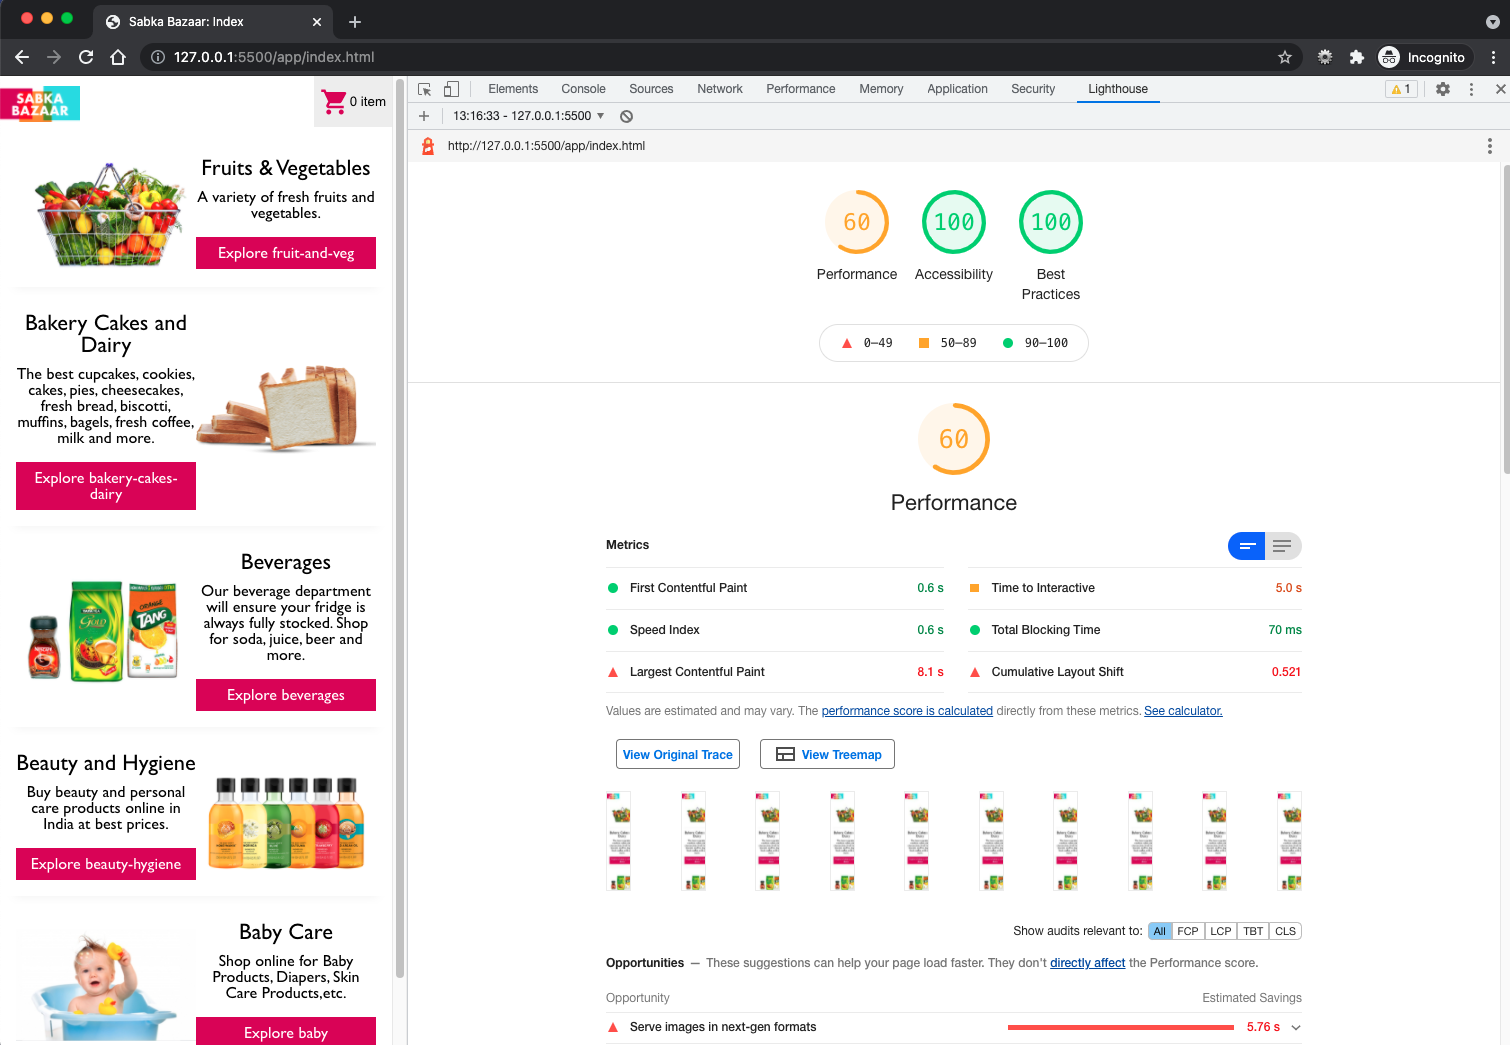 Sabka Bazaar: Index
127.0.0.1:5500/app/index.html
Incognito
SABKA
BAZAAR
0 item
Fruits & Vegetables
A variety of fresh fruits and
vegetables.
Explore fruit-and-veg
Bakery Cakes and
Dairy
The best cupcakes, cookies,
cakes, pies, cheesecakes,
fresh bread, biscotti,
muffins, bagels, fresh coffee,
milk and more.
Explore bakery-cakes-
dairy
Beverages
Our beverage department
will ensure your fridge is
always fully stocked. Shop
for soda, juice, beer and
more.
Explore beverages
TANG
Beauty and Hygiene
Buy beauty and personal
care products online in
India at best prices.
Explore beauty-hygiene
Baby Care
Shop online for Baby
Products, Diapers, Skin
Care Products,etc.
Explore baby
Elements Console Sources Network Performance Memory Application Security Lighthouse 1
13:16:33 - 127.0.0.1:5500
http://127.0.0.1:5500/app/index.html
60 100 100
Performance Accessibility Best
Practices
0–49 50–89 90–100
60
Performance
Metrics
First Contentful Paint 0.6 s
Time to Interactive 5.0 s
Speed Index 0.6 s
Total Blocking Time 70 ms
Largest Contentful Paint 8.1 s
Cumulative Layout Shift 0.521
Values are estimated and may vary. The performance score is calculated directly from these metrics. See calculator.
View Original Trace View Treemap
Show audits relevant to: All FCP LCP TBT CLS
Opportunities — These suggestions can help your page load faster. They don't directly affect the Performance score.
Opportunity Estimated Savings
Serve images in next-gen formats 5.76 s